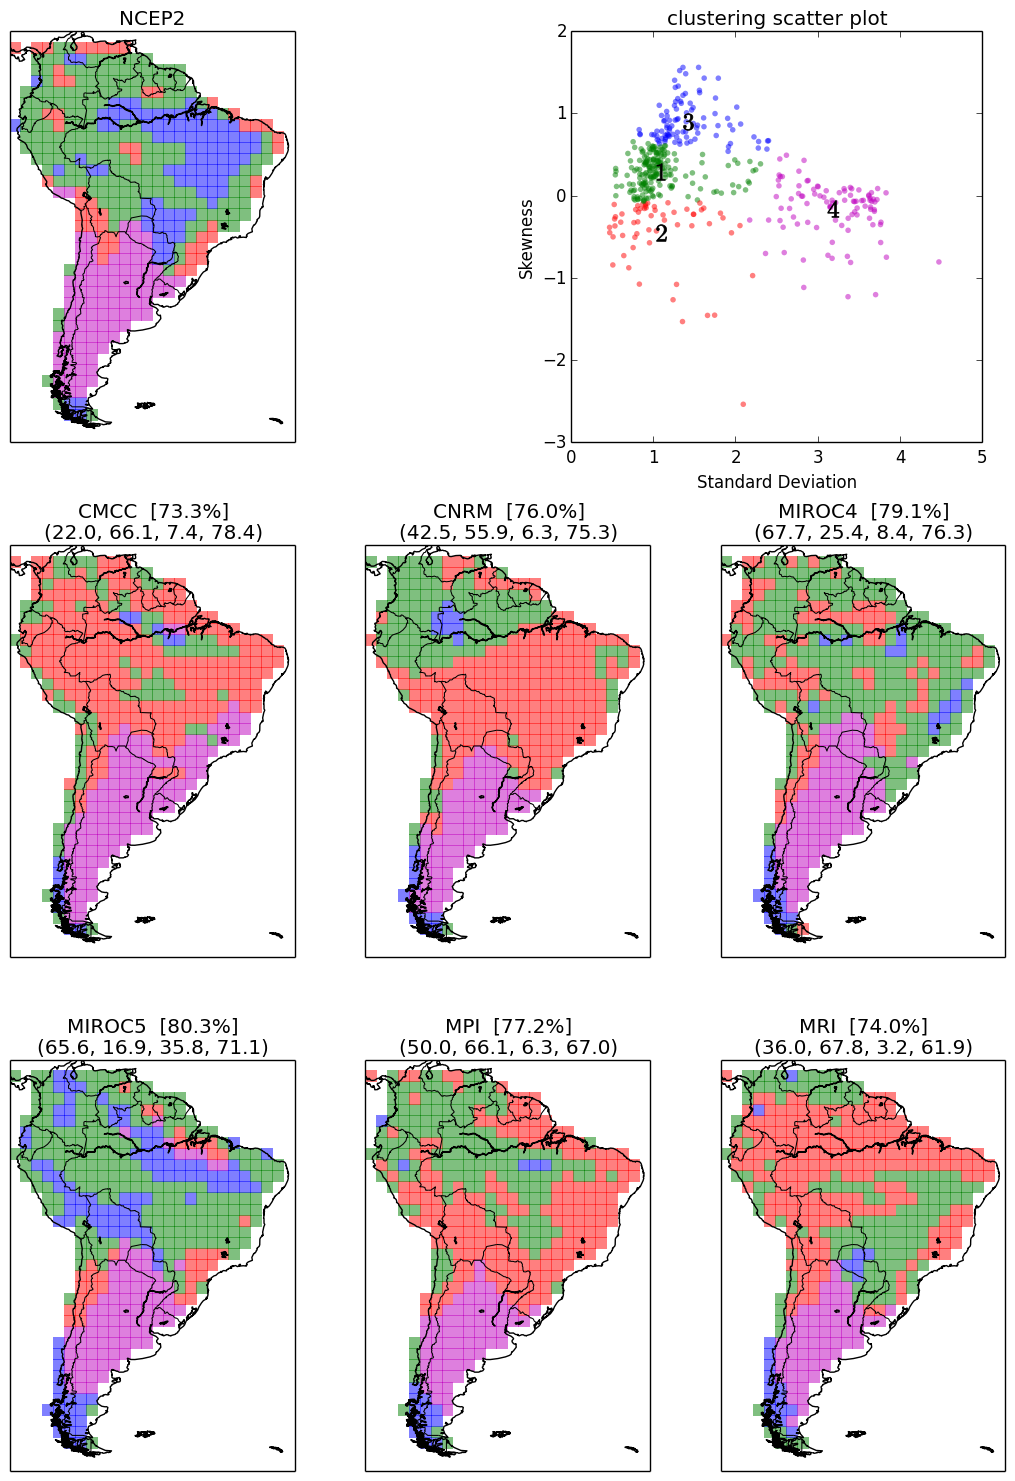 NCEP2
clustering scatter plot
2
1
0
−1
−2
−3
Skewness
3
1
4
2
0 1 2 3 4 5
Standard Deviation
CMCC [73.3%]
(22.0, 66.1, 7.4, 78.4)
CNRM [76.0%]
(42.5, 55.9, 6.3, 75.3)
MIROC4 [79.1%]
(67.7, 25.4, 8.4, 76.3)
MIROC5 [80.3%]
(65.6, 16.9, 35.8, 71.1)
MPI [77.2%]
(50.0, 66.1, 6.3, 67.0)
MRI [74.0%]
(36.0, 67.8, 3.2, 61.9)